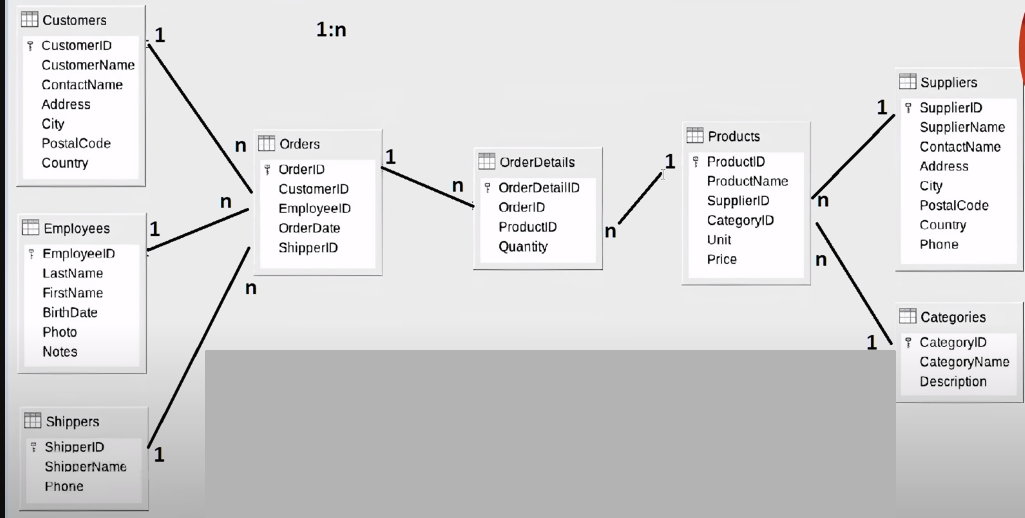 Customers
CustomerID
CustomerName
ContactName
Address
City
PostalCode
Country
1
1:n
n
Employees
EmployeeID
LastName
FirstName
BirthDate
Photo
Notes
1
n
Shippers
ShipperID
ShipperName
Phone
1
n
Orders
OrderID
CustomerID
EmployeeID
OrderDate
ShipperID
1
n
OrderDetails
OrderDetailID
OrderID
ProductID
Quantity
n
1
Products
ProductID
ProductName
SupplierID
CategoryID
Unit
Price
n
n
1
Suppliers
SupplierID
SupplierName
ContactName
Address
City
PostalCode
Country
Phone
1
Categories
CategoryID
CategoryName
Description